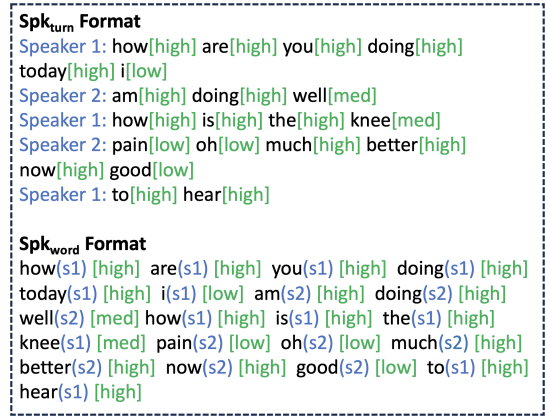 Spkturn Format
Speaker 1: how[high] are[high] you[high] doing[high]
today[high] i[low]
Speaker 2: am[high] doing[high] well[med]
Speaker 1: how[high] is[high] the[high] knee[med]
Speaker 2: pain[low] oh[low] much[high] better[high]
now[high] good[low]
Speaker 1: to[high] hear[high]
Spkword Format
how(s1) [high] are(s1) [high] you(s1) [high] doing(s1) [high]
today(s1) [high] i(s1) [low] am(s2) [high] doing(s2) [high]
well(s2) [med] how(s1) [high] is(s1) [high] the(s1) [high]
knee(s1) [med] pain(s2) [low] oh(s2) [low] much(s2) [high]
better(s2) [high] now(s2) [high] good(s2) [low] to(s1) [high]
hear(s1) [high]